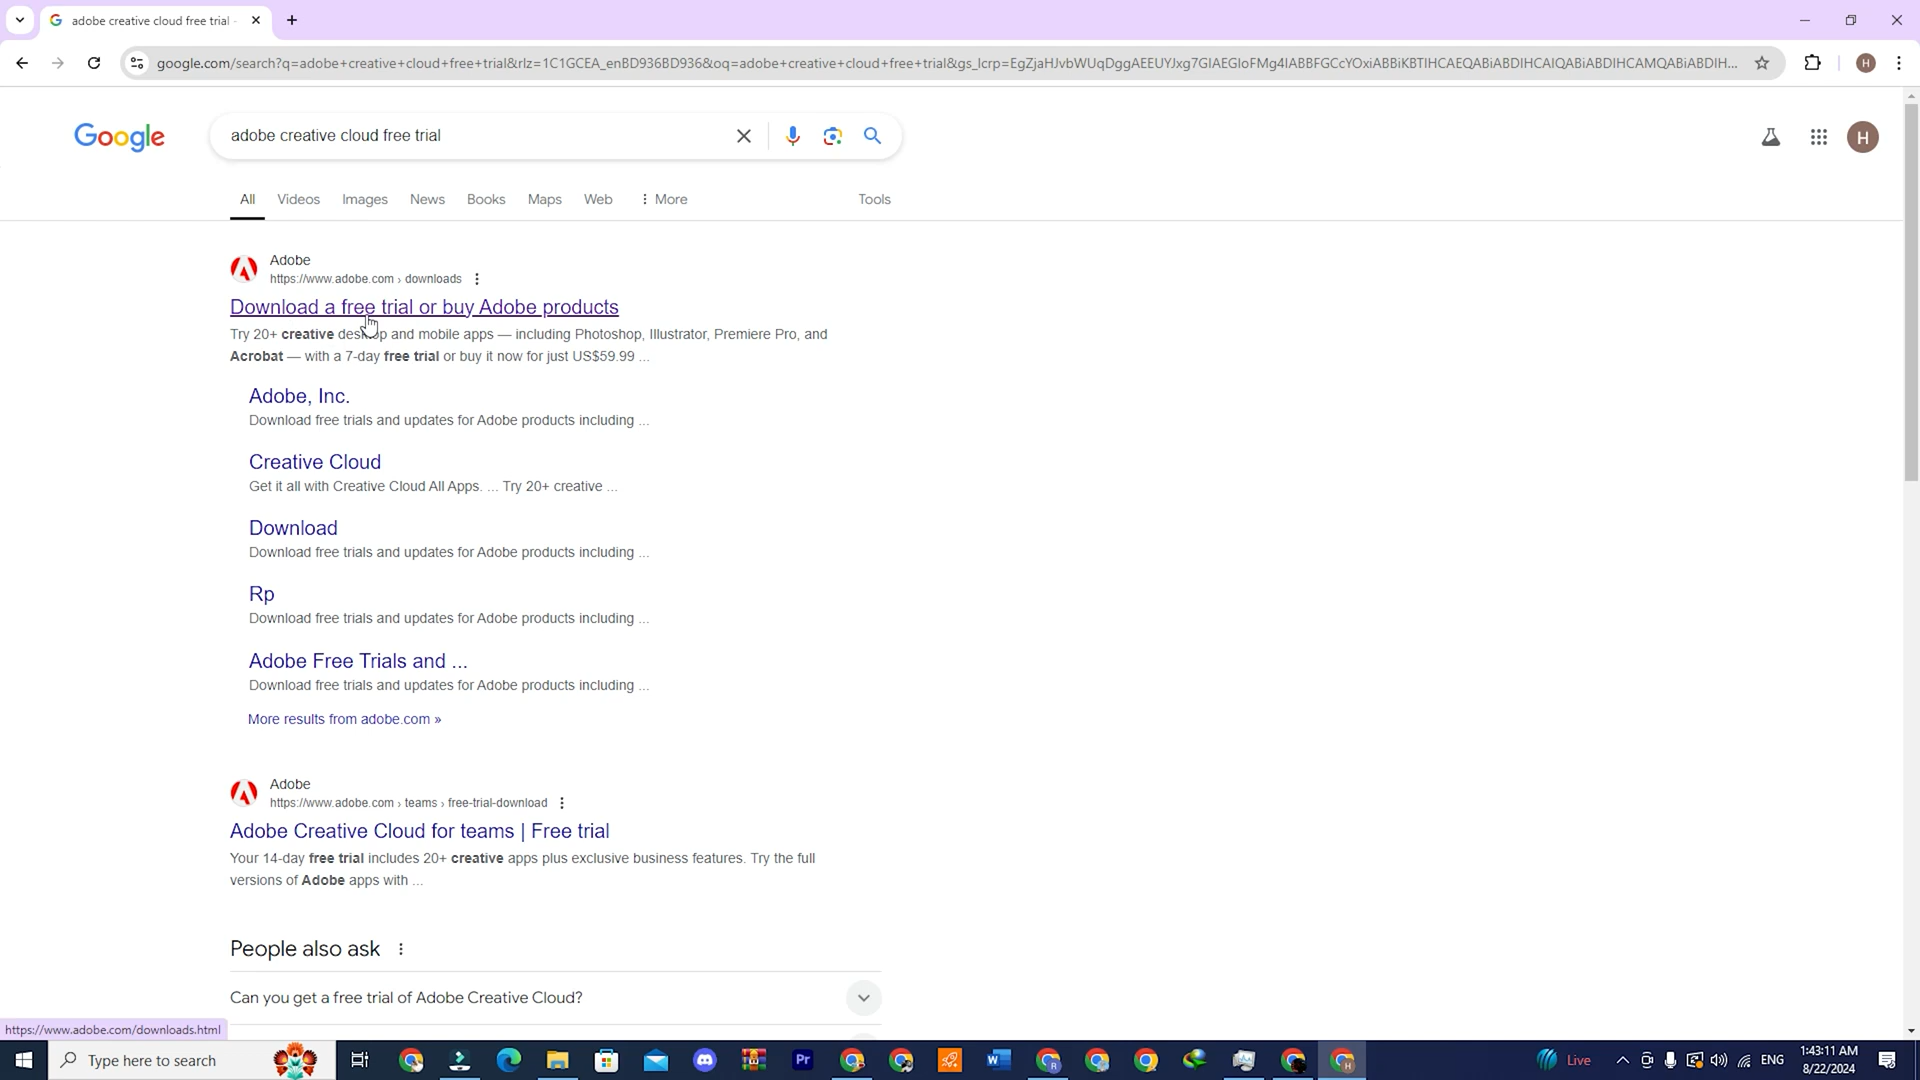 adobe creative cloud free trial -
google.com/search?q=adobe+creative+cloud+free+trial&rlz=1C1GCEA_enBD936BD936&oq=adobe+creative+cloud+free+trial&gs_lcrp=EgZjaHJvbWUqDggAEEUYJxg7GIAEGIoFMg4IABBFGCcYOxiABBiKBTIHCAEQABiABDIHCAIQABiABDIHCAMQABiABDIH...
H
Google
adobe creative cloud free trial
H
All Videos Images News Books Maps Web More Tools
Adobe
https://www.adobe.com › downloads
Download a free trial or buy Adobe products
Try 20+ creative desktop and mobile apps — including Photoshop, Illustrator, Premiere Pro, and
Acrobat — with a 7-day free trial or buy it now for just US$59.99 ...
Adobe, Inc.
Download free trials and updates for Adobe products including ...
Creative Cloud
Get it all with Creative Cloud All Apps. ... Try 20+ creative ...
Download
Download free trials and updates for Adobe products including ...
Rp
Download free trials and updates for Adobe products including ...
Adobe Free Trials and ...
Download free trials and updates for Adobe products including ...
More results from adobe.com »
Adobe
https://www.adobe.com › teams › free-trial-download
Adobe Creative Cloud for teams | Free trial
Your 14-day free trial includes 20+ creative apps plus exclusive business features. Try the full
versions of Adobe apps with ...
People also ask
Can you get a free trial of Adobe Creative Cloud?
https://www.adobe.com/downloads.html
Type here to search
Pr
Live
ENG
1:43:11 AM
8/22/2024